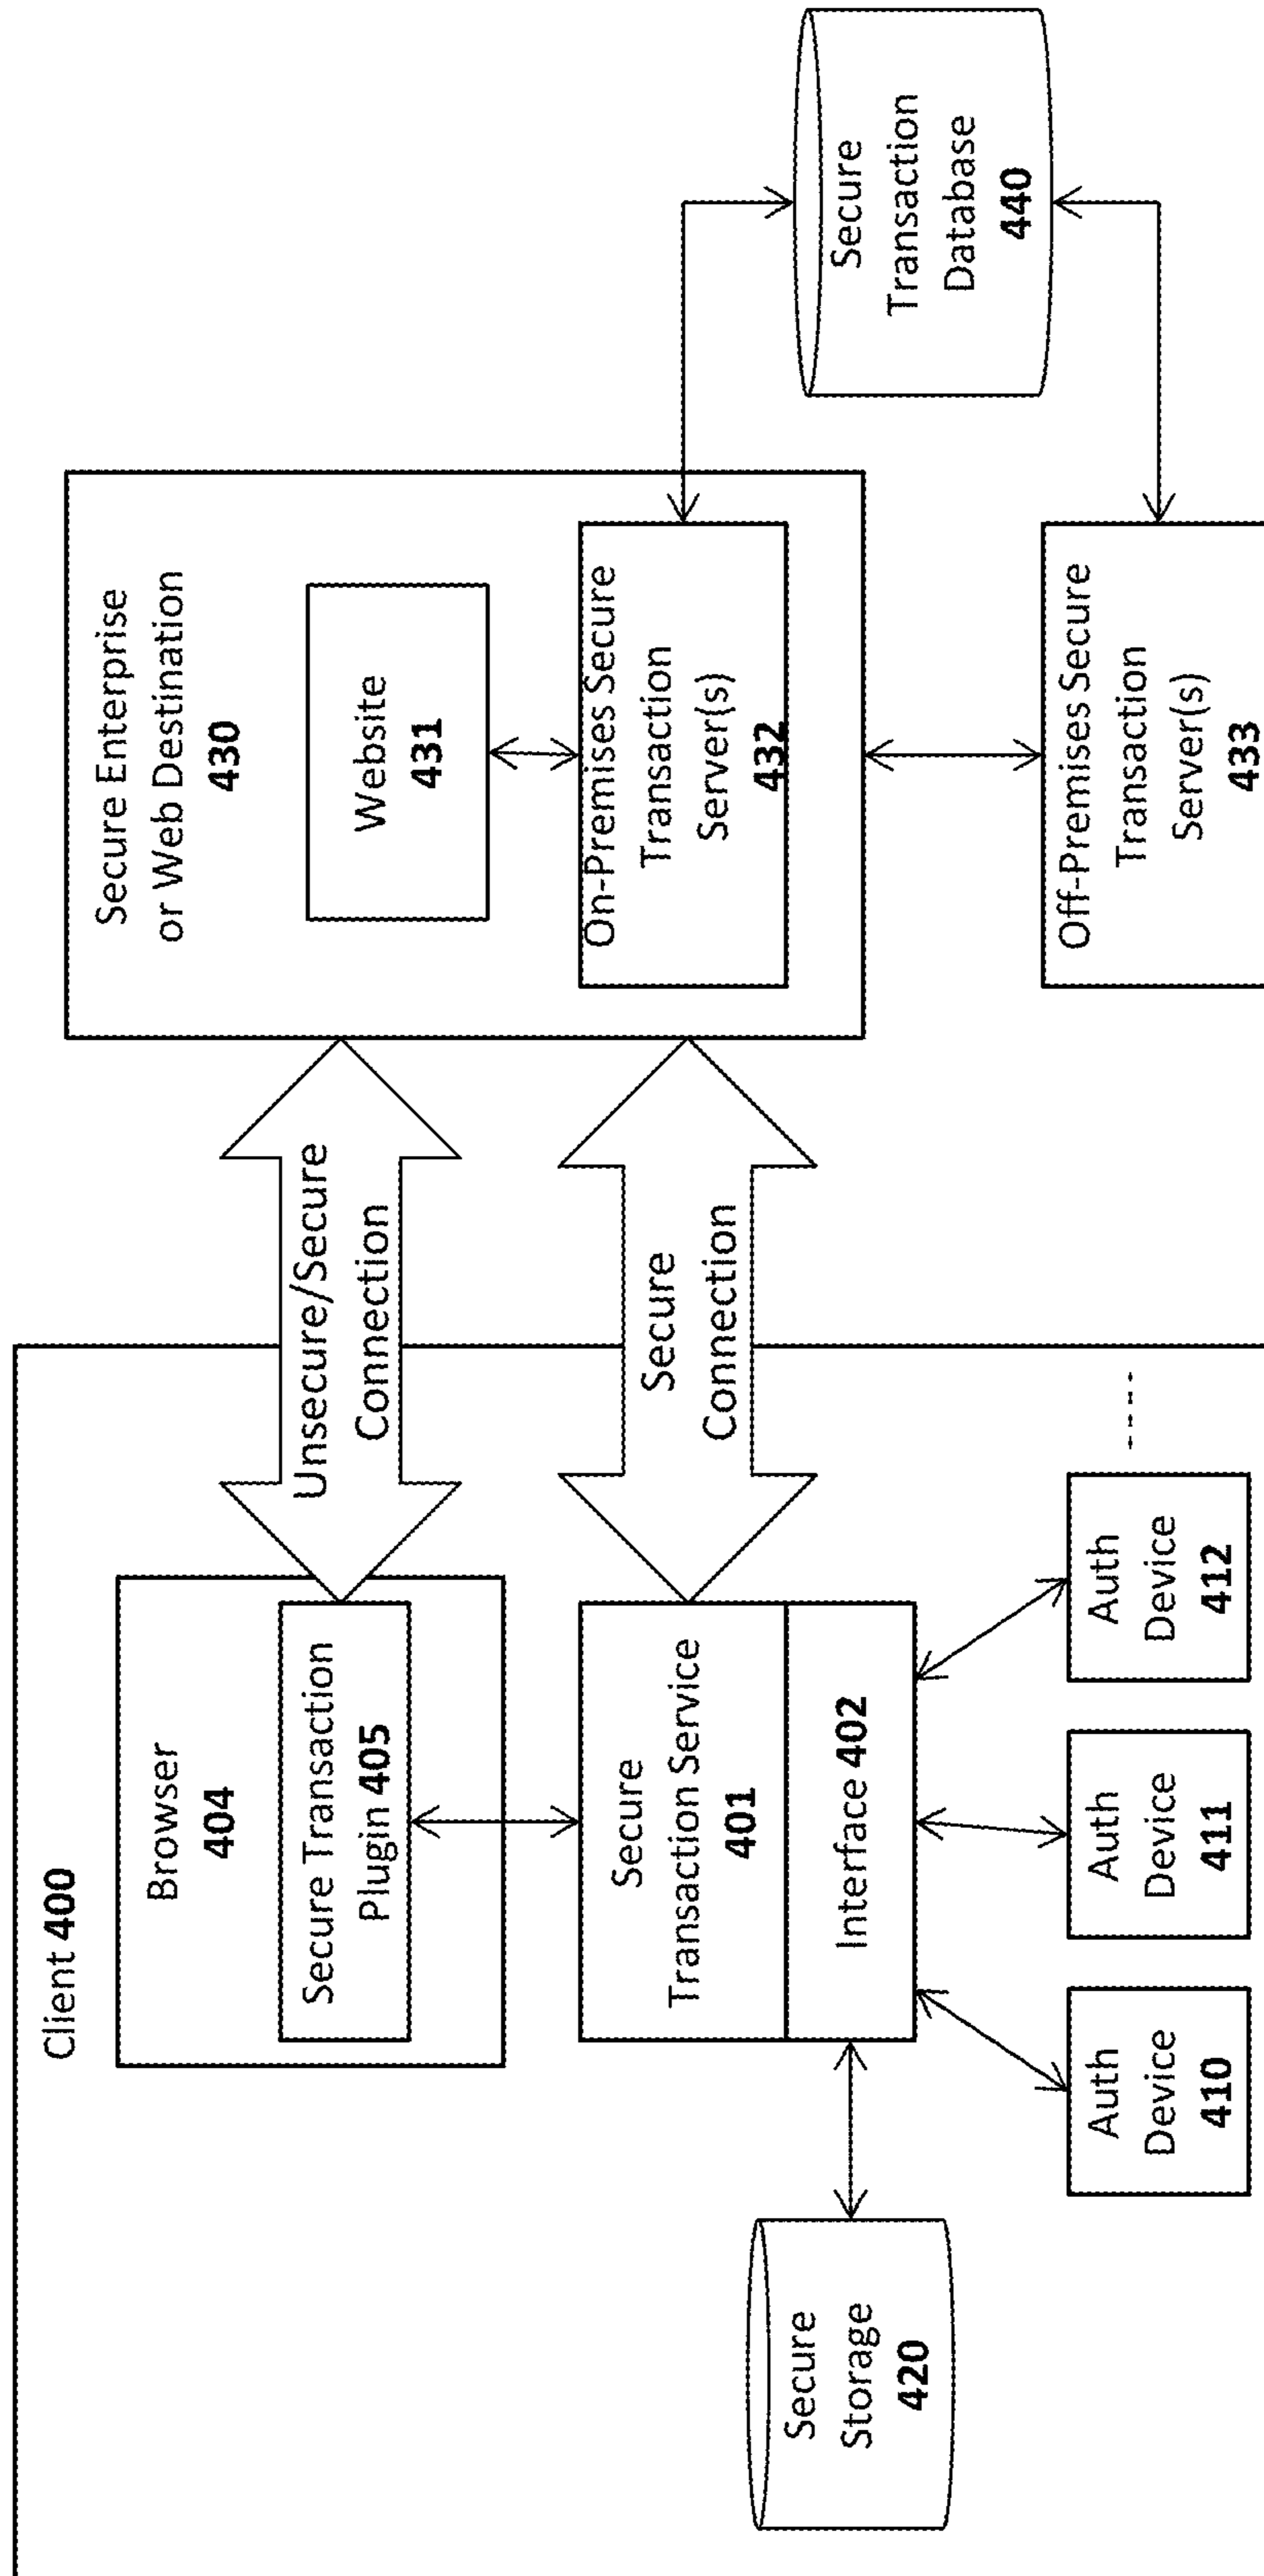 Client 400
Browser
404
Secure Transaction
Plugin 405
Secure
Transaction Service
401
Interface 402
Secure
Storage
420
Auth
Device
410
Auth
Device
411
Auth
Device
412
Unsecure/Secure
Connection
Secure
Connection
Secure Enterprise
or Web Destination
430
Website
431
On-Premises Secure
Transaction
Server(s)
432
Off-Premises Secure
Transaction
Server(s)
433
Secure
Transaction
Database
440